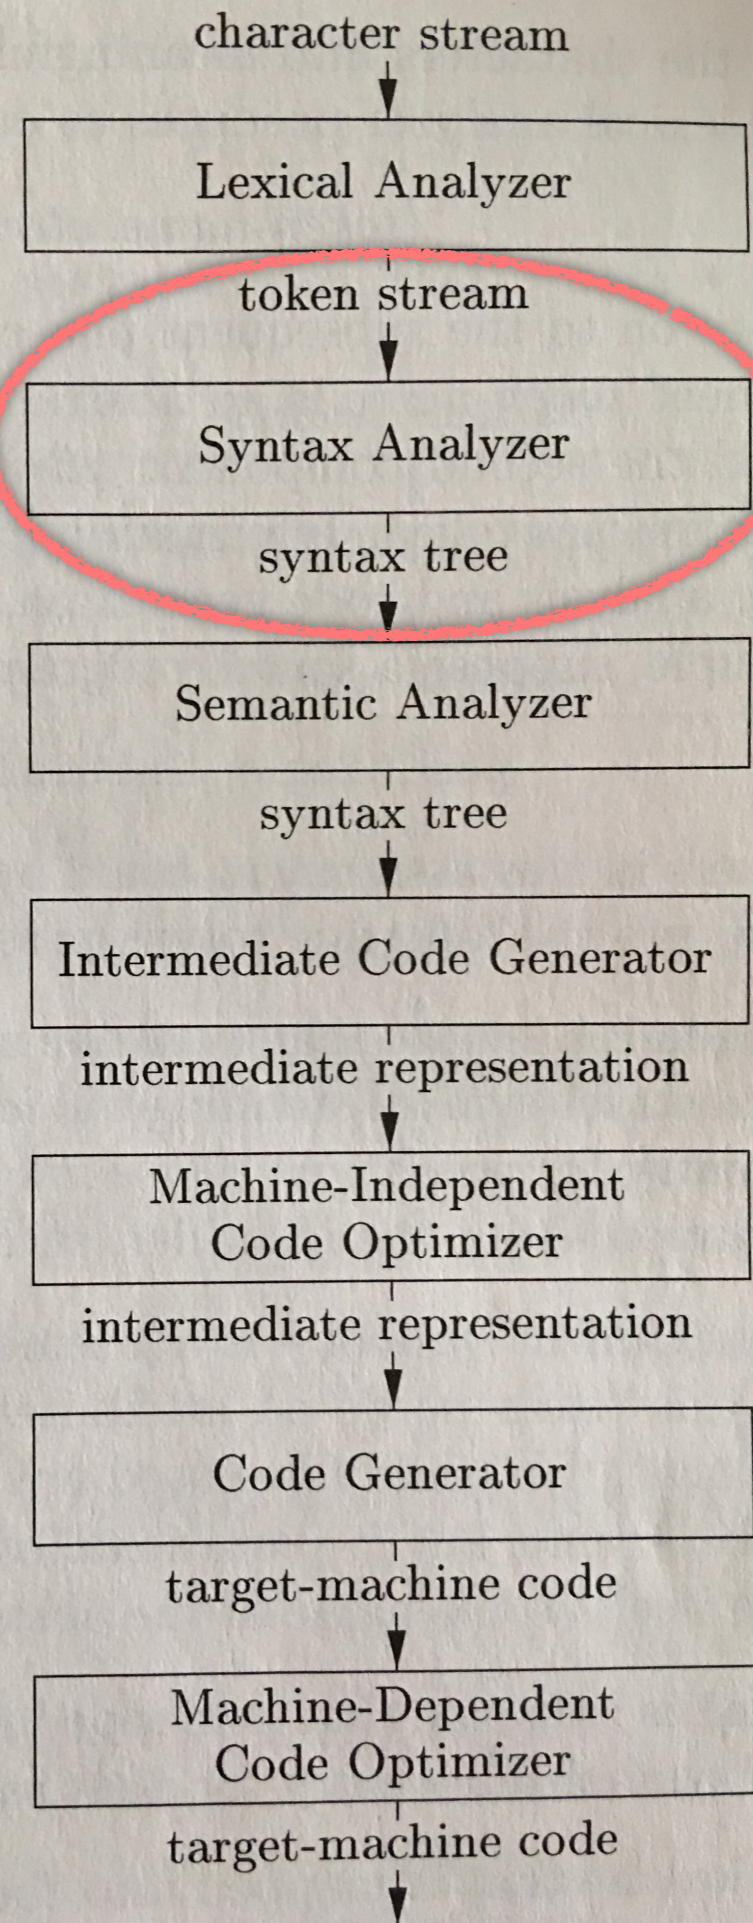 character stream
Lexical Analyzer
token stream
Syntax Analyzer
syntax tree
Semantic Analyzer
syntax tree
Intermediate Code Generator
intermediate representation
Machine-Independent
Code Optimizer
intermediate representation
Code Generator
target-machine code
Machine-Dependent
Code Optimizer
target-machine code